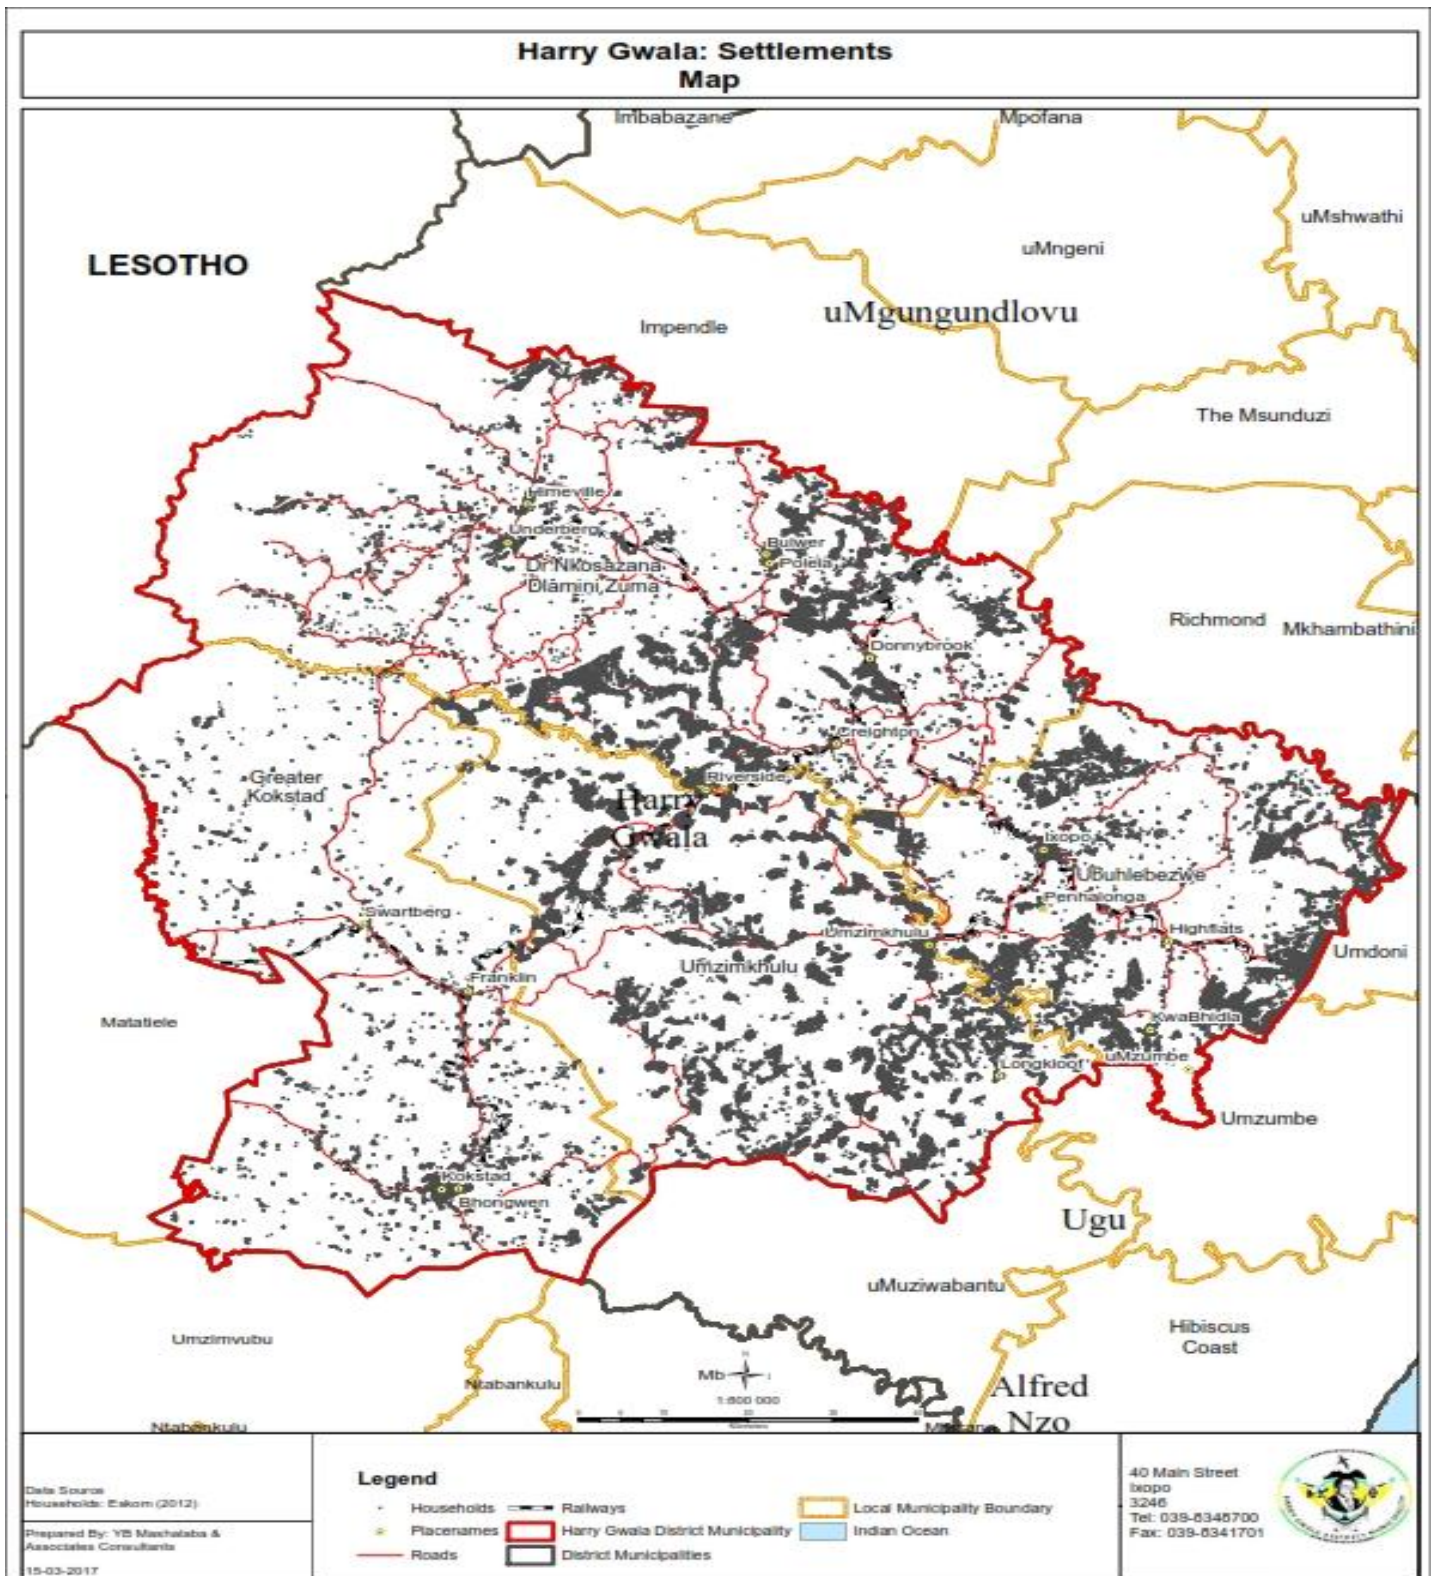 Harry Gwala: Settlements
Map
Imbabazane
Mpofana
uMshwathi
uMngeni
LESOTHO
uMgungundlovu
Impendle
The Msunduzi
Himeville
Underberg
Bulwer
Polela
Dr Nkosazana
Dlamini Zuma
Richmond
Mkhambathini
Donnybrook
Creighton
Riverside
Greater
Kokstad
Harry
Gwala
Ixopo
Ubuhlebezwe
Penhalonga
Swartberg
Highflats
Umzimkhulu
Umdoni
Umzimkhulu
Franklin
Matatiele
KwaBhidla
uMzumbe
Longkloof
Umzumbe
Kokstad
Bhongwen
Ugu
uMuziwabantu
Umzimvubu
Hibiscus
Coast
Ntabankulu
Mb
1:600 000
Alfred
Nzo
Ntabankulu
Legend
Households
Placenames
Roads
Railways
Harry Gwala District Municipality
District Municipalities
Local Municipality Boundary
Indian Ocean
Data Source
Households: Eskom (2012)
Prepared By: YB Mashalaba &
Associates Consultants
15-03-2017
40 Main Street
Ixopo
3246
Tel: 039-8348700
Fax: 039-8341701